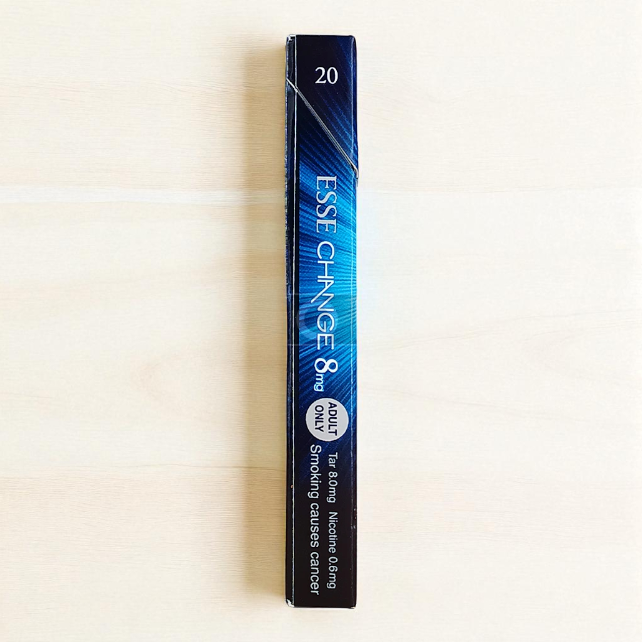 20
ESSE CHANGE 8mg
ADULT
ONLY
Tar 8.0mg Nicotine 0.6mg
Smoking causes cancer